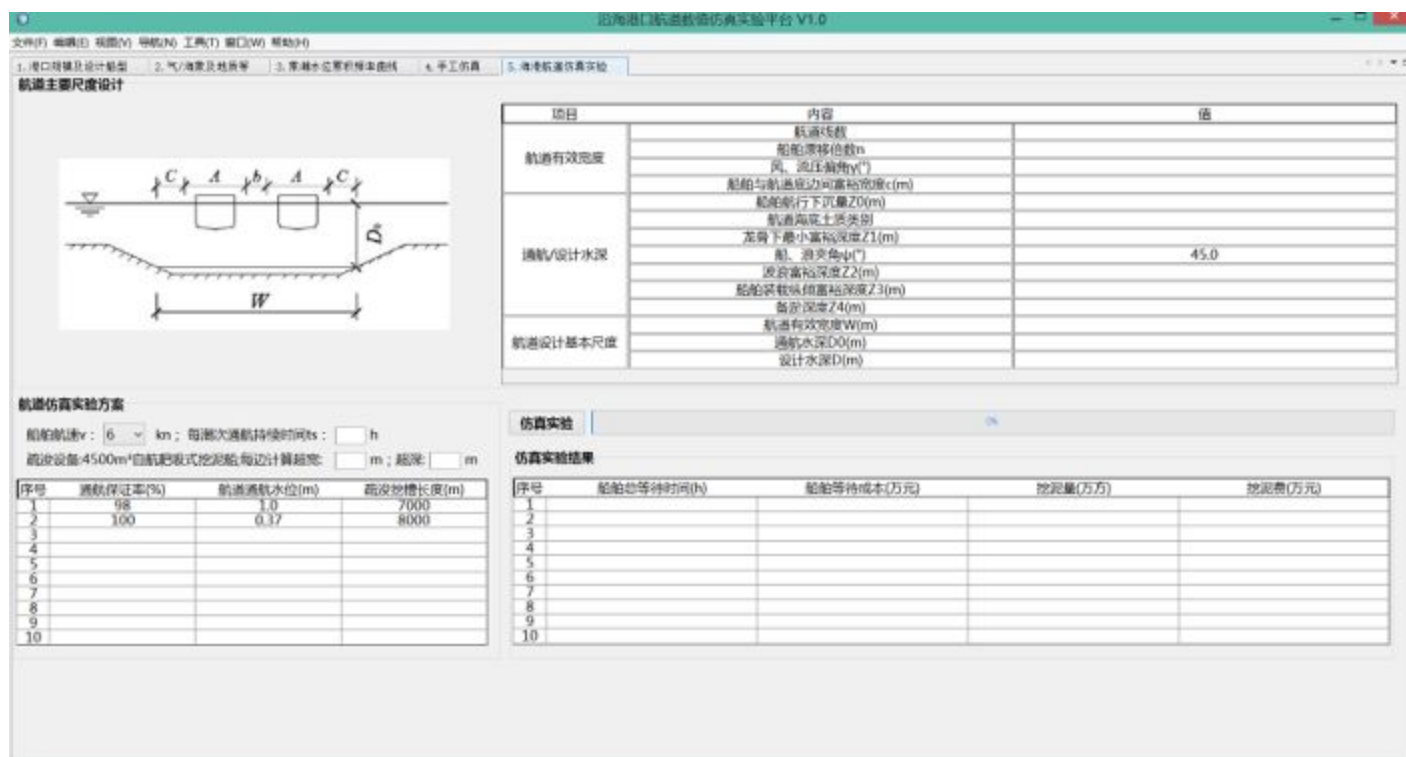 沿海港口航道数值仿真实验平台 V1.0
文件(F) 编辑(E) 视图(V) 导航(N) 工具(T) 窗口(W) 帮助(H)
1. 港口规模及设计船型 2. 气/海象及地质等 3. 乘潮水位累积频率曲线 4. 手工仿真 5. 海港航道仿真实验
航道主要尺度设计
C A b A C
D₀
W
项目 内容 值
航道有效宽度
航道线数
船舶漂移倍数n
风、流压偏角γ(°)
船舶与航道底边间富裕宽度c(m)
通航/设计水深
船舶航行下沉量Z0(m)
航道海底土质类别
龙骨下最小富裕深度Z1(m)
船、浪夹角ψ(°) 45.0
波浪富裕深度Z2(m)
船舶装载纵倾富裕深度Z3(m)
备淤深度Z4(m)
航道设计基本尺度
航道有效宽度W(m)
通航水深D0(m)
设计水深D(m)
航道仿真实验方案
船舶航速v： 6 kn； 每潮次通航持续时间ts： h
疏浚设备:4500m³自航耙吸式挖泥船;每边计算超宽: m；超深: m
序号 通航保证率(%) 航道通航水位(m) 疏浚挖槽长度(m)
1 98 1.0 7000
2 100 0.37 8000
3
4
5
6
7
8
9
10
仿真实验 0%
仿真实验结果
序号 船舶总等待时间(h) 船舶等待成本(万元) 挖泥量(万方) 挖泥费(万元)
1
2
3
4
5
6
7
8
9
10